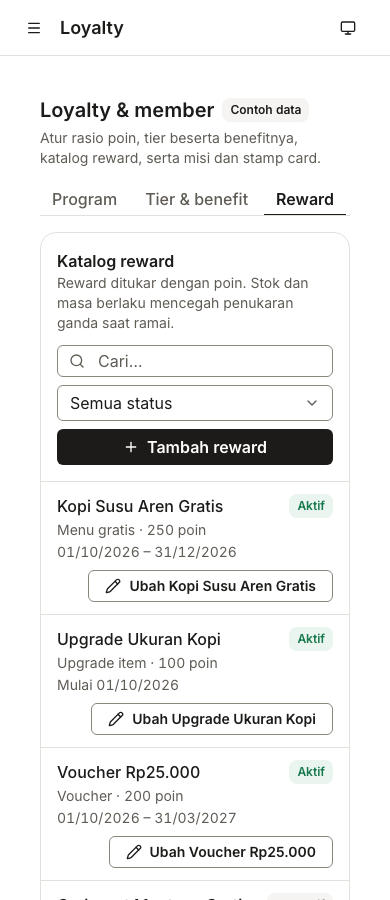 Loyalty
Loyalty & member
Contoh data
Atur rasio poin, tier beserta benefitnya,
katalog reward, serta misi dan stamp card.
Program
Tier & benefit
Reward
Katalog reward
Reward ditukar dengan poin. Stok dan
masa berlaku mencegah penukaran
ganda saat ramai.
Cari...
Semua status
Tambah reward
Kopi Susu Aren Gratis
Aktif
Menu gratis · 250 poin
01/10/2026 – 31/12/2026
Ubah Kopi Susu Aren Gratis
Upgrade Ukuran Kopi
Aktif
Upgrade item · 100 poin
Mulai 01/10/2026
Ubah Upgrade Ukuran Kopi
Voucher Rp25.000
Aktif
Voucher · 200 poin
01/10/2026 – 31/03/2027
Ubah Voucher Rp25.000